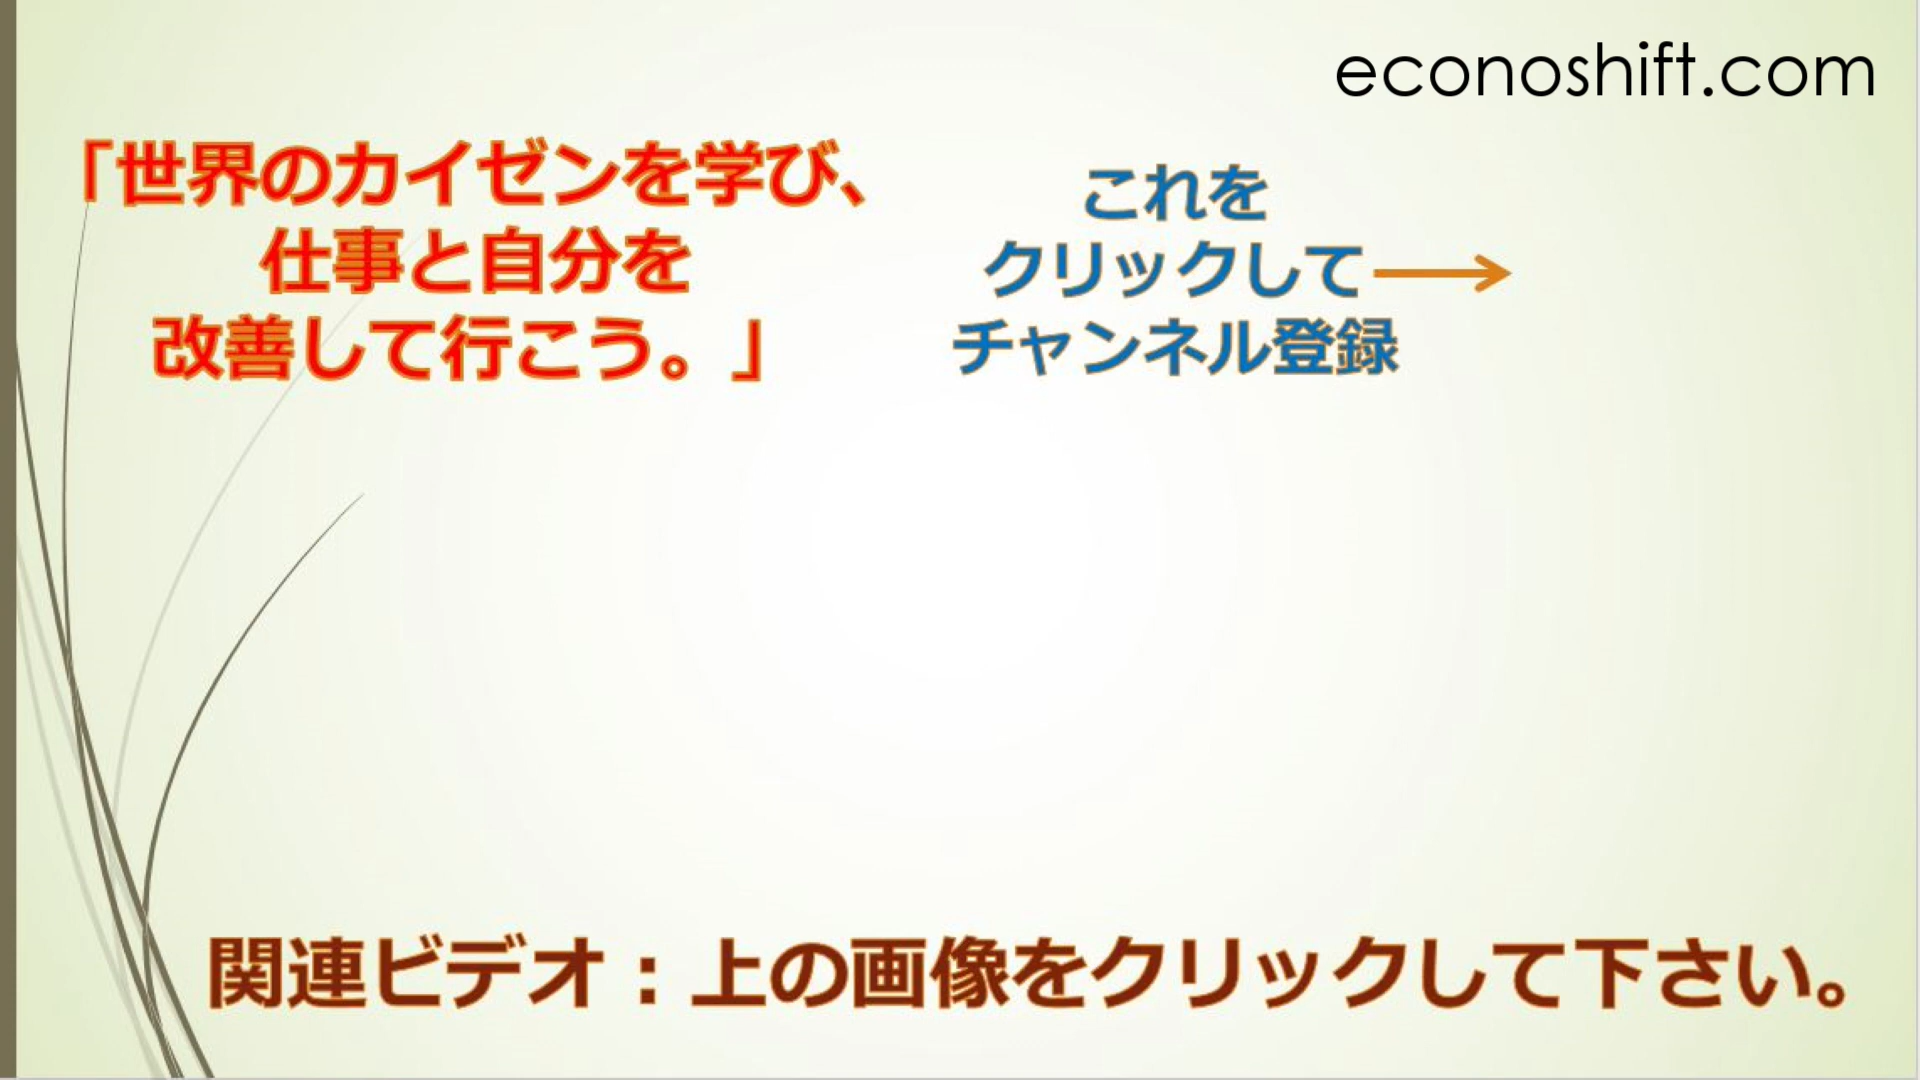 econoshift.com
「世界のカイゼンを学び、
仕事と自分を
改善して行こう。」
これを
クリックして
チャンネル登録
関連ビデオ：上の画像をクリックして下さい。